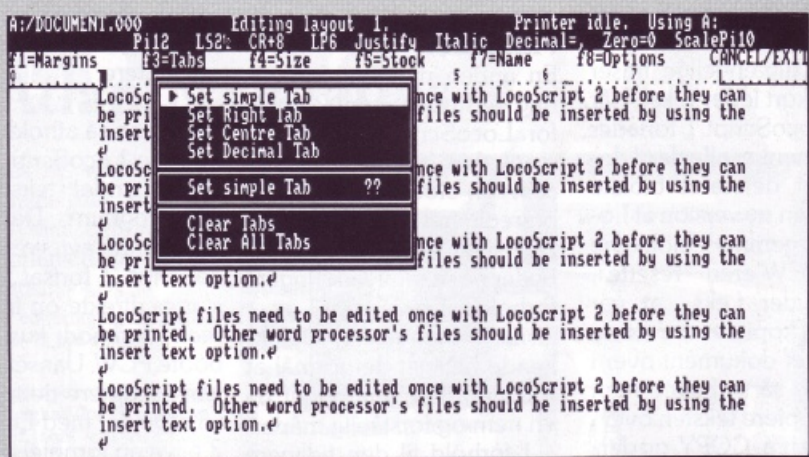 A:/DOCUMENT.000 Editing layout 1. Printer idle. Using A:
Pi12 LS2½ CR+8 LP6 Justify Italic Decimal=, Zero=0 ScalePi10
f1=Margins f3=Tabs f4=Size f5=Stock f7=Name f8=Options CANCEL/EXIT
LocoSc Set simple Tab nce with LocoScript 2 before they can
be pri Set Right Tab files should be inserted by using the
insert Set Centre Tab
Set Decimal Tab
LocoSc nce with LocoScript 2 before they can
be pri Set simple Tab ?? files should be inserted by using the
insert
Clear Tabs
LocoSc Clear All Tabs nce with LocoScript 2 before they can
be pri files should be inserted by using the
insert text option.↵
↵
LocoScript files need to be edited once with LocoScript 2 before they can
be printed. Other word processor's files should be inserted by using the
insert text option.↵
↵
LocoScript files need to be edited once with LocoScript 2 before they can
be printed. Other word processor's files should be inserted by using the
insert text option.↵
↵